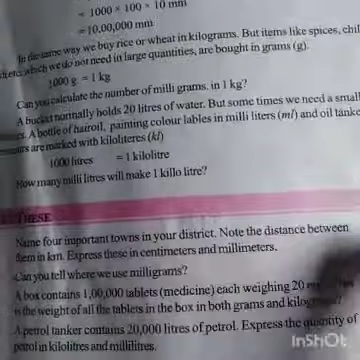 = 1000 × 100 × 10 mm
= 10,00,000 mm
In the same way we buy rice or wheat in kilograms. But items like spices, chil
etc. which we do not need in large quantities, are bought in grams (g).
1000 g = 1 kg
Can you calculate the number of milli grams, in 1 kg?
A bucket normally holds 20 litres of water. But some times we need a small
A bottle of hairoil, painting colour lables in milli liters (ml) and oil tanke
are marked with kiloliteres (kl)
1000 litres = 1 kilolitre
How many milli litres will make 1 killo litre?
THESE
Name four important towns in your district. Note the distance between
them in km. Express these in centimeters and millimeters.
Can you tell where we use milligrams?
A box contains 1,00,000 tablets (medicine) each weighing 20
is the weight of all the tablets in the box in both grams and
A petrol tanker contains 20,000 litres of petrol. Express the quantity of
petrol in kilolitres and millilitres.
InShOt